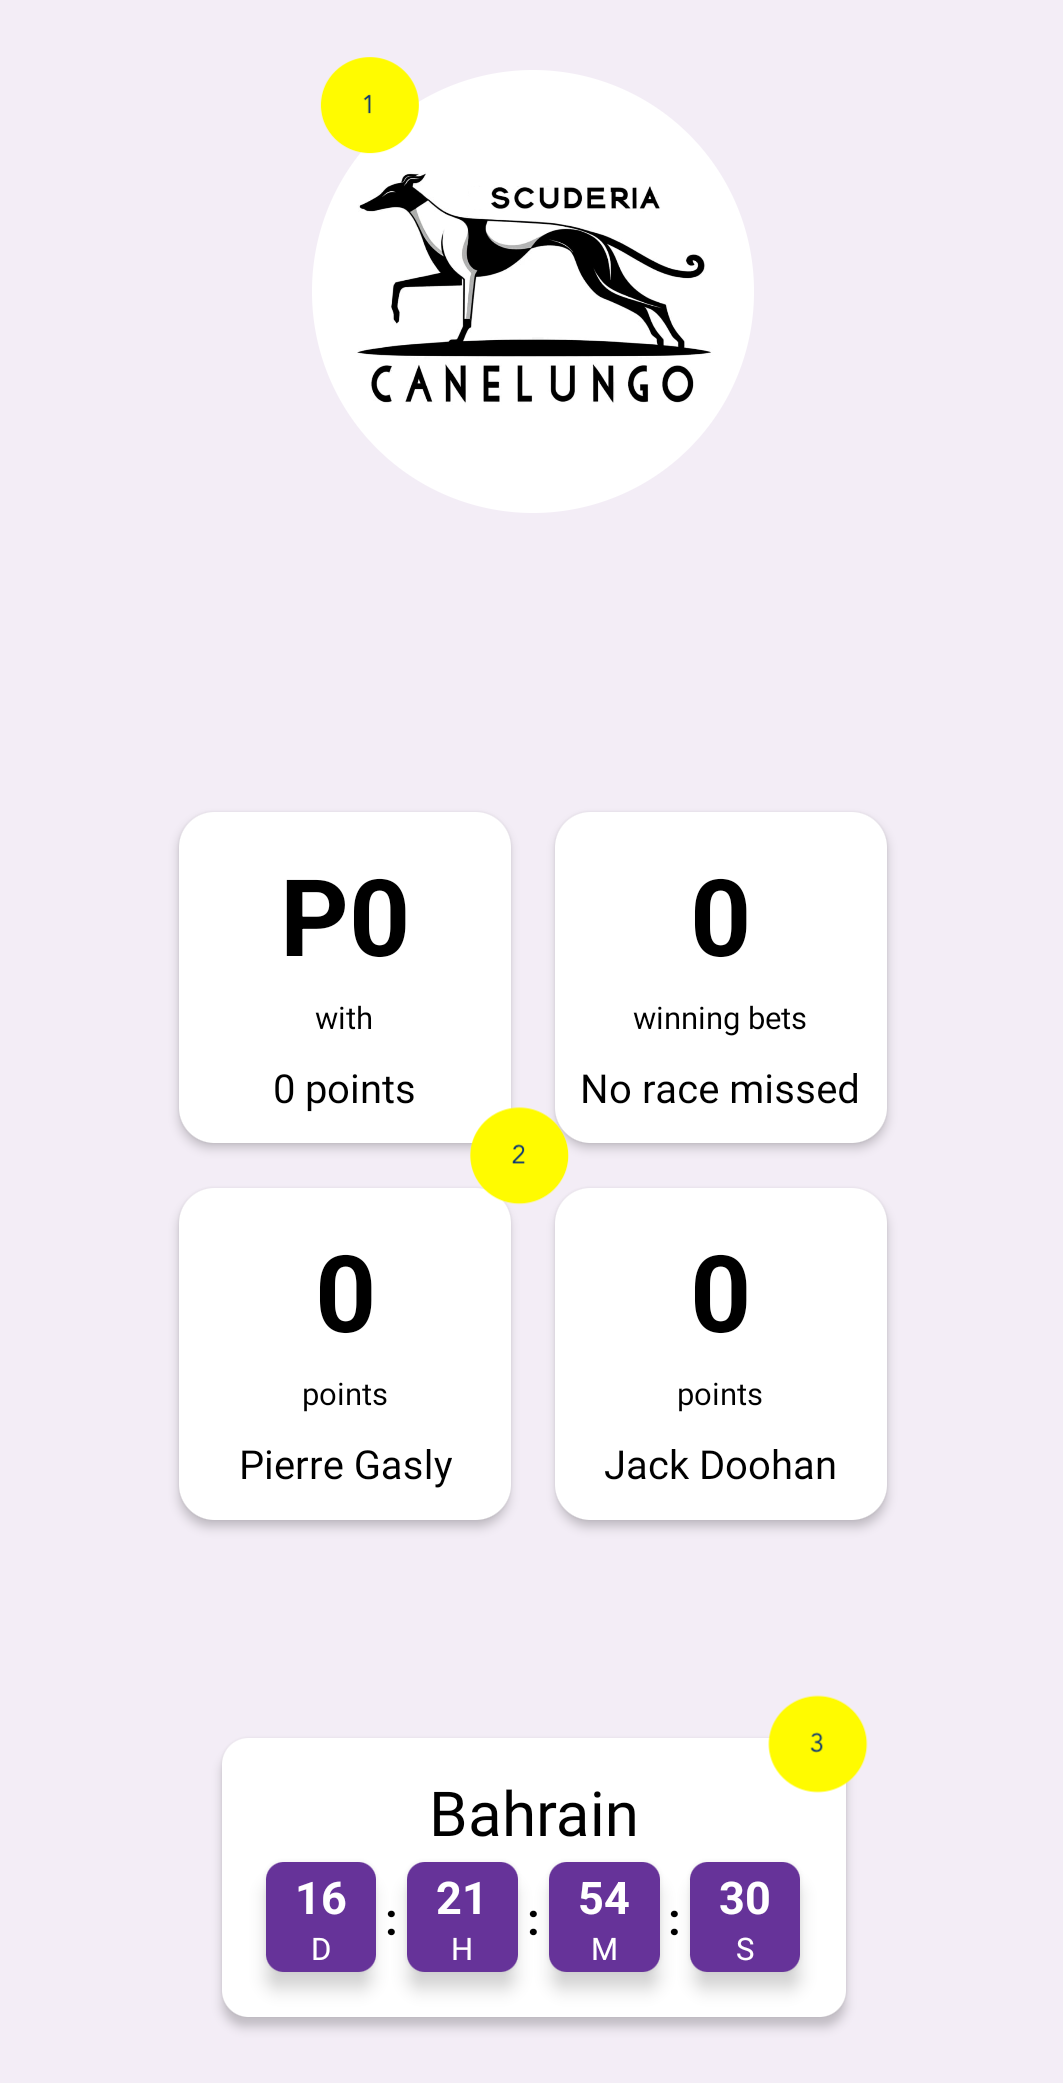 1
SCUDERIA
CANELUNGO
P0
with
0 points
0
winning bets
No race missed
2
0
points
Pierre Gasly
0
points
Jack Doohan
3
Bahrain
16 : 21 : 54 : 30
D H M S